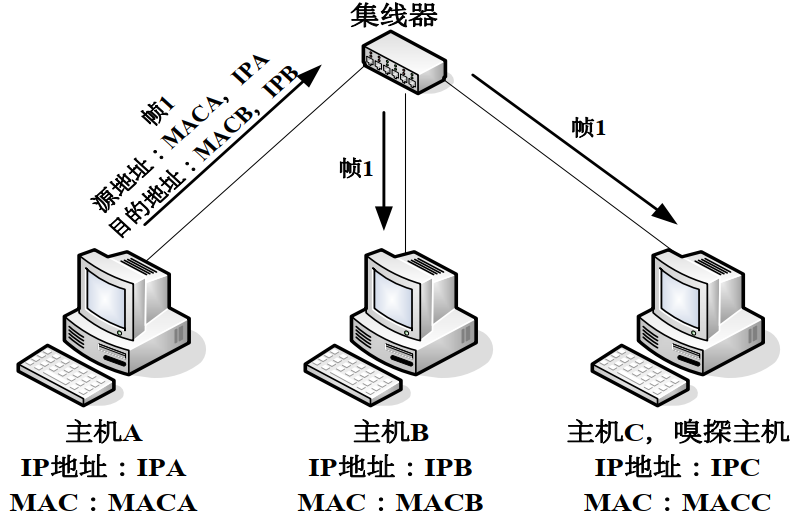 集线器
帧1
源地址：MACA，IPA
目的地址：MACB，IPB
帧1
帧1
主机A
IP地址：IPA
MAC：MACA
主机B
IP地址：IPB
MAC：MACB
主机C，嗅探主机
IP地址：IPC
MAC：MACC